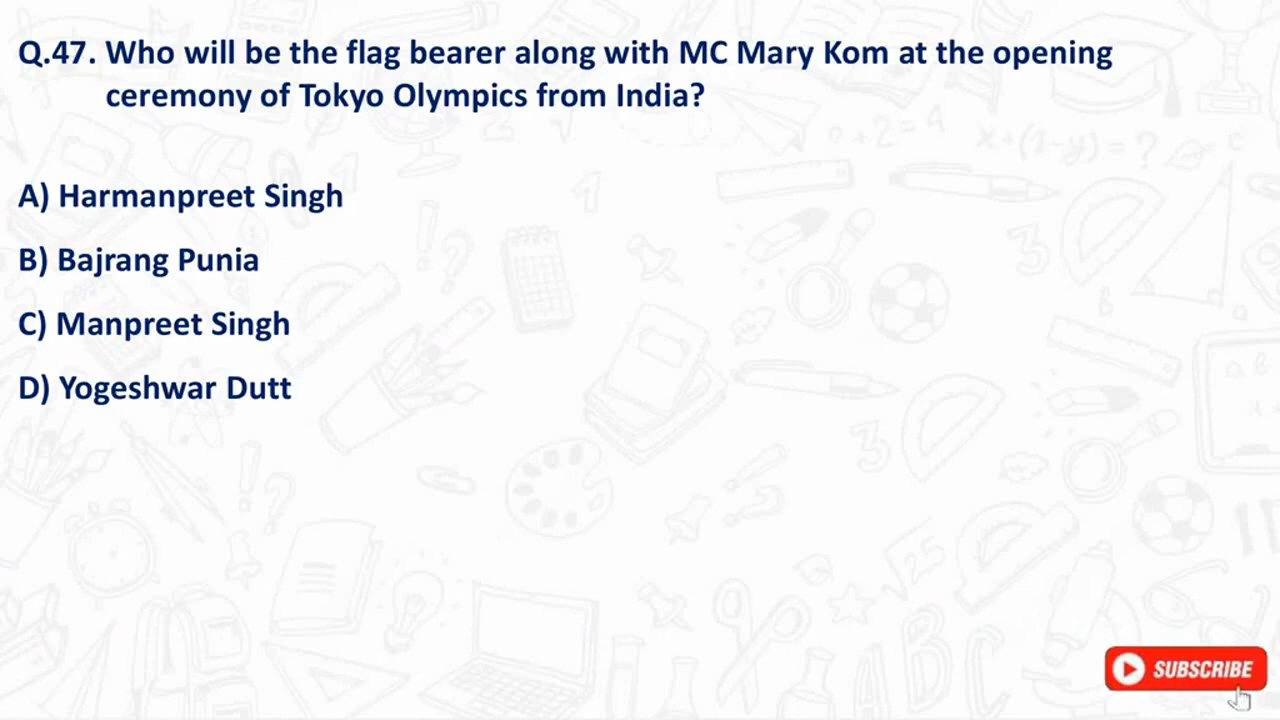 Q.47. Who will be the flag bearer along with MC Mary Kom at the opening
ceremony of Tokyo Olympics from India?
A) Harmanpreet Singh
B) Bajrang Punia
C) Manpreet Singh
D) Yogeshwar Dutt
SUBSCRIBE